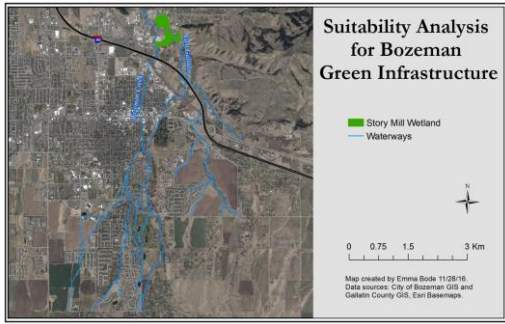 Suitability Analysis
for Bozeman
Green Infrastructure
Story Mill Wetland
Waterways
N
0 0.75 1.5 3 Km
Map created by Emma Bode 11/28/16.
Data sources: City of Bozeman GIS and
Gallatin County GIS, Esri Basemaps.